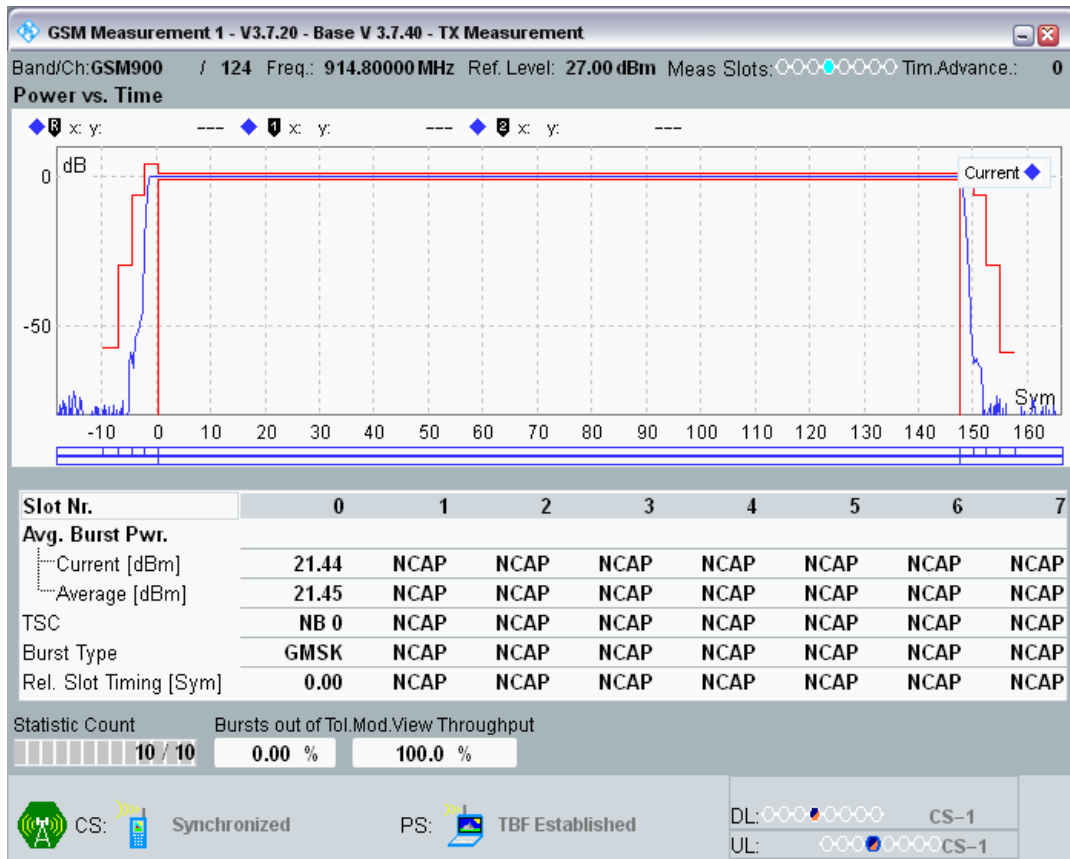 GSM Measurement 1 - V3.7.20 - Base V 3.7.40 - TX Measurement
Band/Ch:GSM900 / 124 Freq.: 914.80000 MHz Ref. Level: 27.00 dBm Meas Slots: Tim.Advance.: 0
Power vs. Time
R x: y: --- 1 x: y: --- 2 x: y: ---
dB
Current
0
-50
Sym
-10 0 10 20 30 40 50 60 70 80 90 100 110 120 130 140 150 160
Slot Nr. 0 1 2 3 4 5 6 7
Avg. Burst Pwr.
Current [dBm] 21.44 NCAP NCAP NCAP NCAP NCAP NCAP NCAP
Average [dBm] 21.45 NCAP NCAP NCAP NCAP NCAP NCAP NCAP
TSC NB 0 NCAP NCAP NCAP NCAP NCAP NCAP NCAP
Burst Type GMSK NCAP NCAP NCAP NCAP NCAP NCAP NCAP
Rel. Slot Timing [Sym] 0.00 NCAP NCAP NCAP NCAP NCAP NCAP NCAP
Statistic Count Bursts out of Tol.Mod.View Throughput
10 / 10 0.00 % 100.0 %
CS: Synchronized PS: TBF Established
DL: CS-1
UL: CS-1